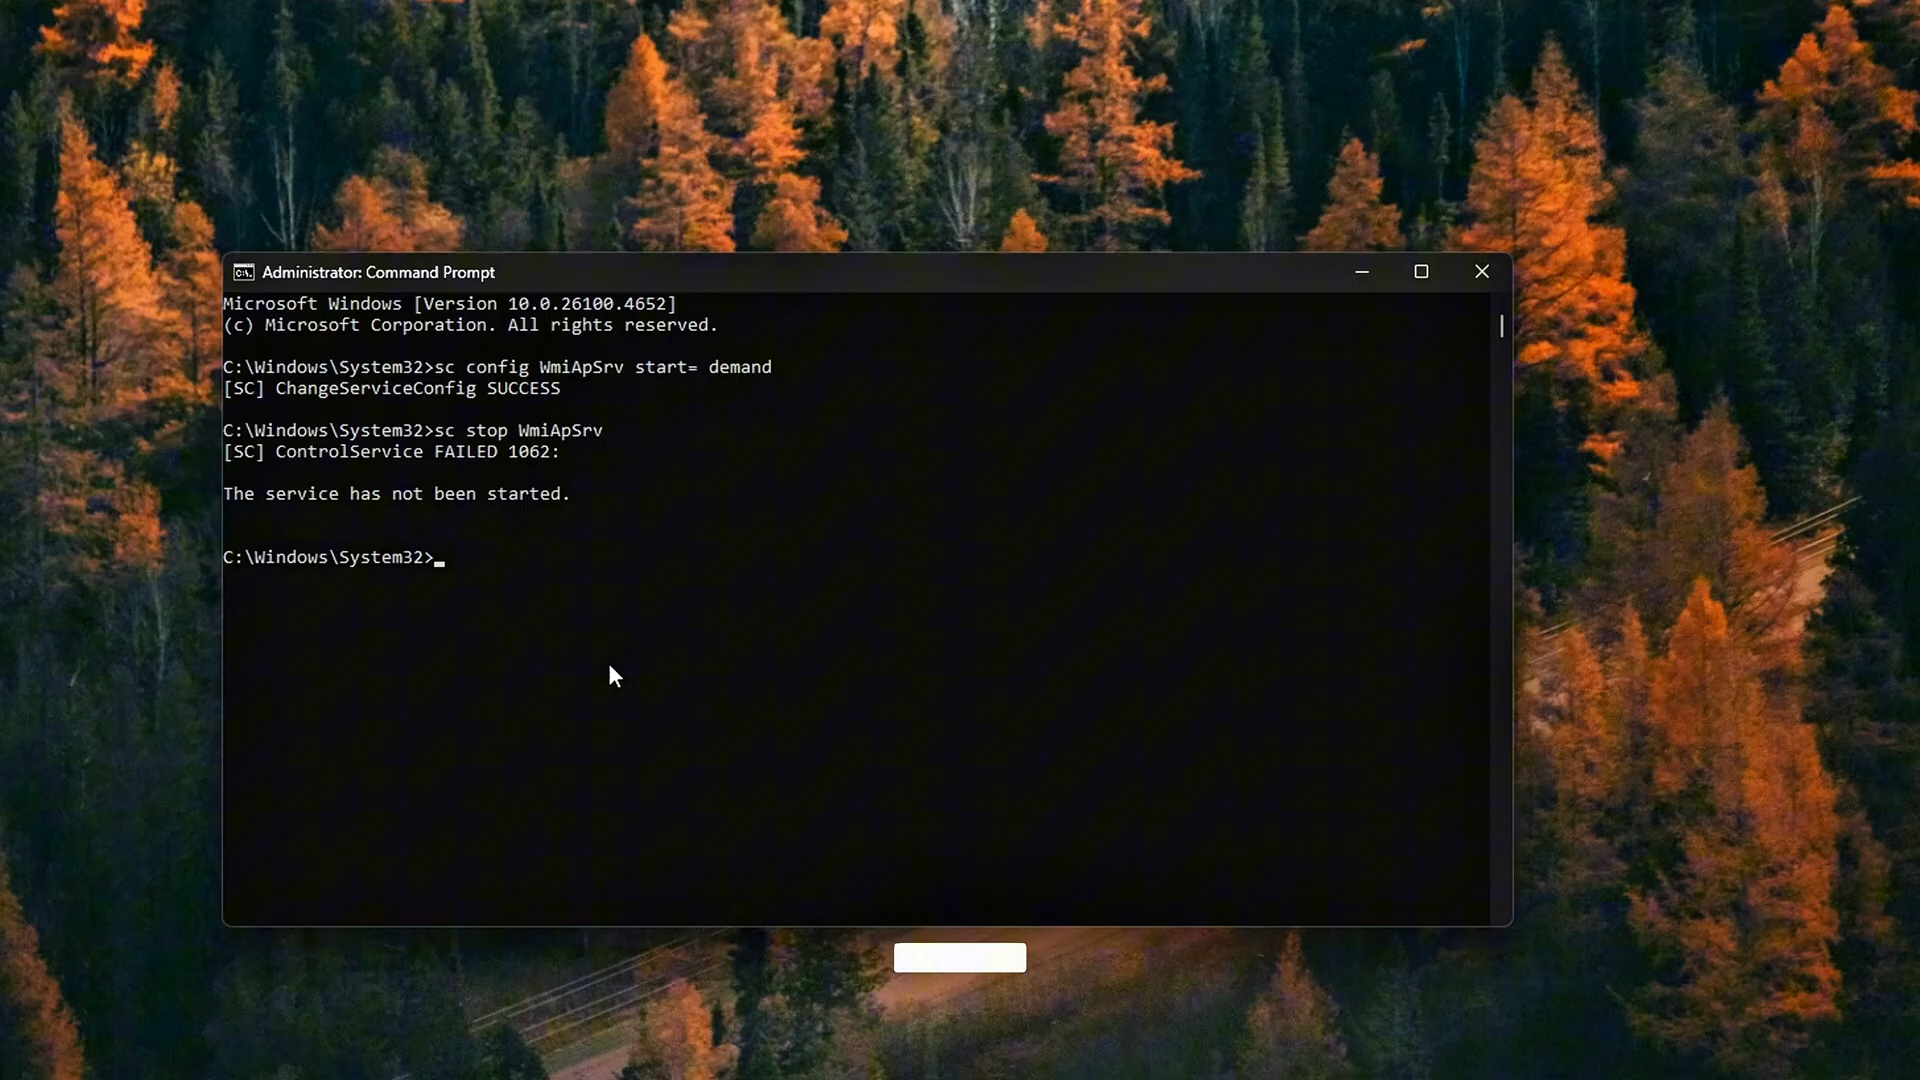 Administrator: Command Prompt
Microsoft Windows [Version 10.0.26100.4652]
(c) Microsoft Corporation. All rights reserved.
C:\Windows\System32>sc config WmiApSrv start= demand
[SC] ChangeServiceConfig SUCCESS
C:\Windows\System32>sc stop WmiApSrv
[SC] ControlService FAILED 1062:
The service has not been started.
C:\Windows\System32>